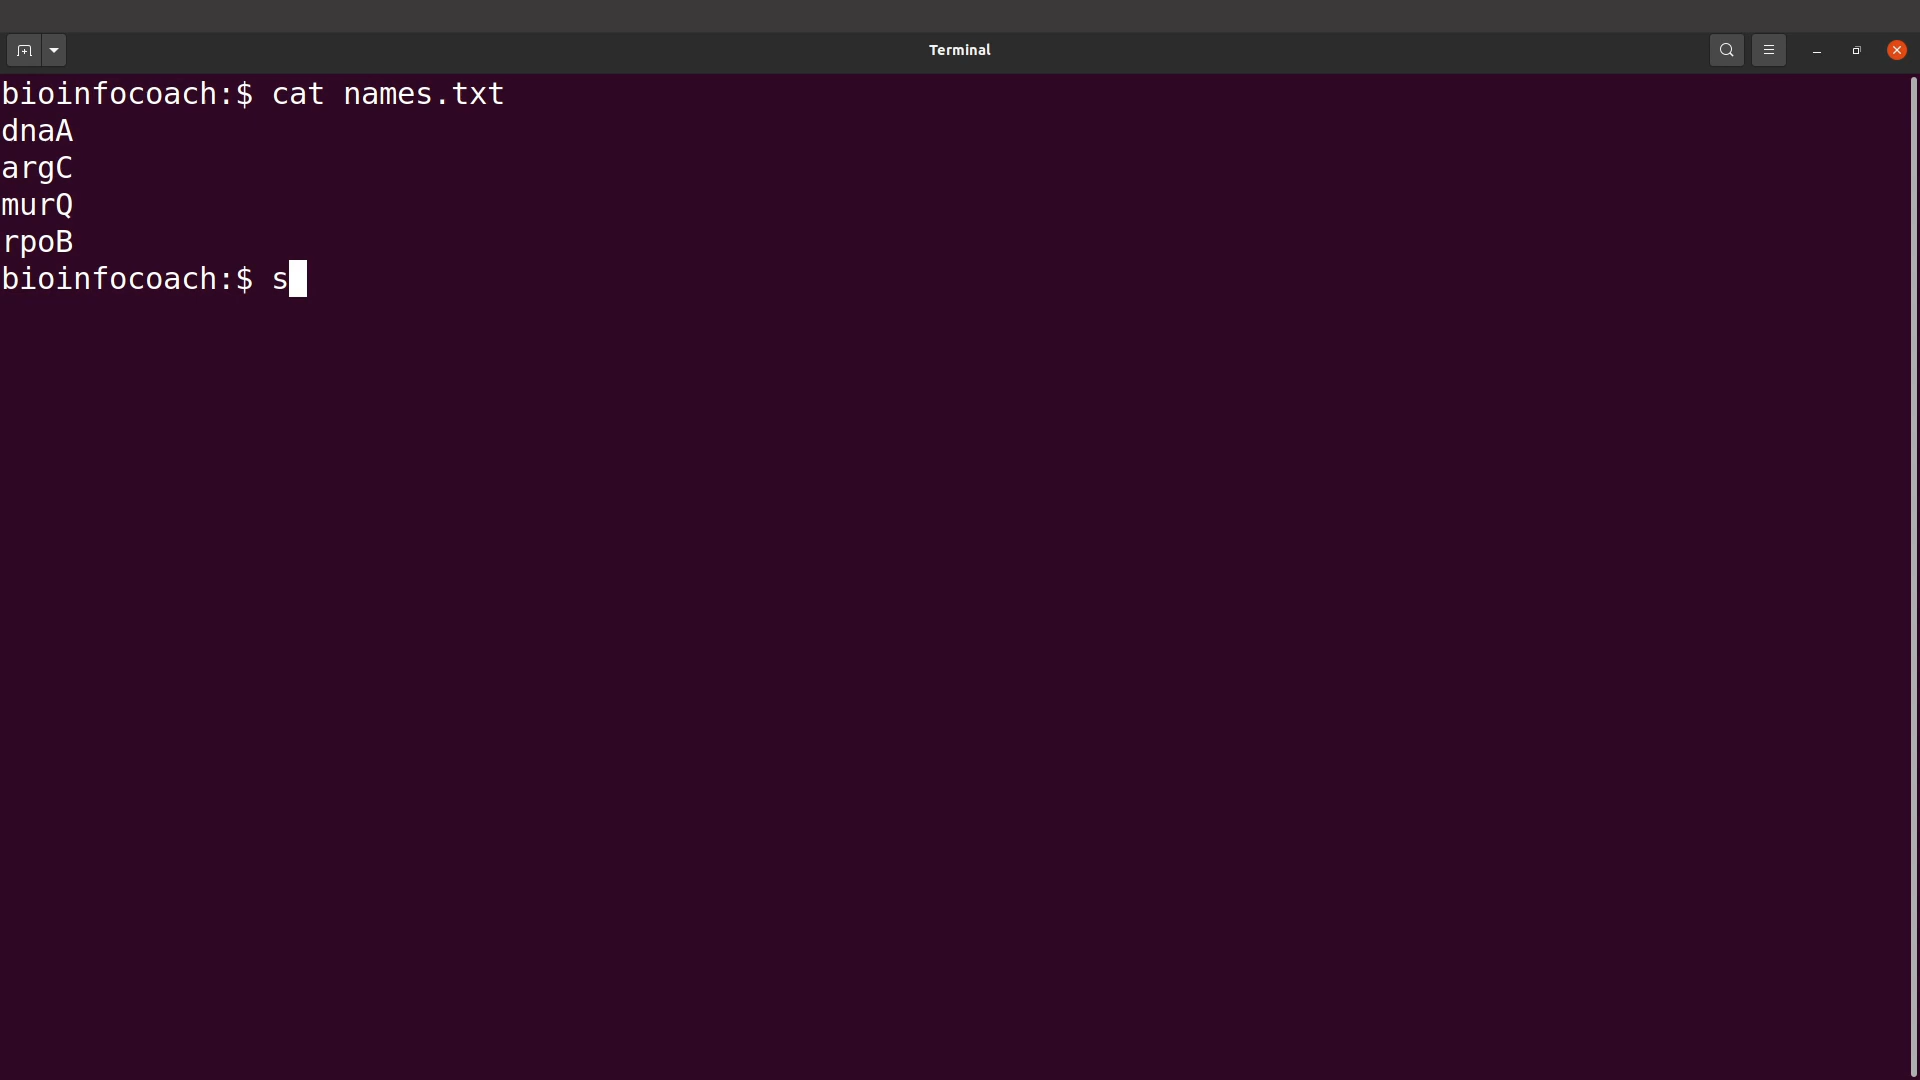 Terminal
bioinfocoach:$ cat names.txt
dnaA
argC
murQ
rpoB
bioinfocoach:$ s